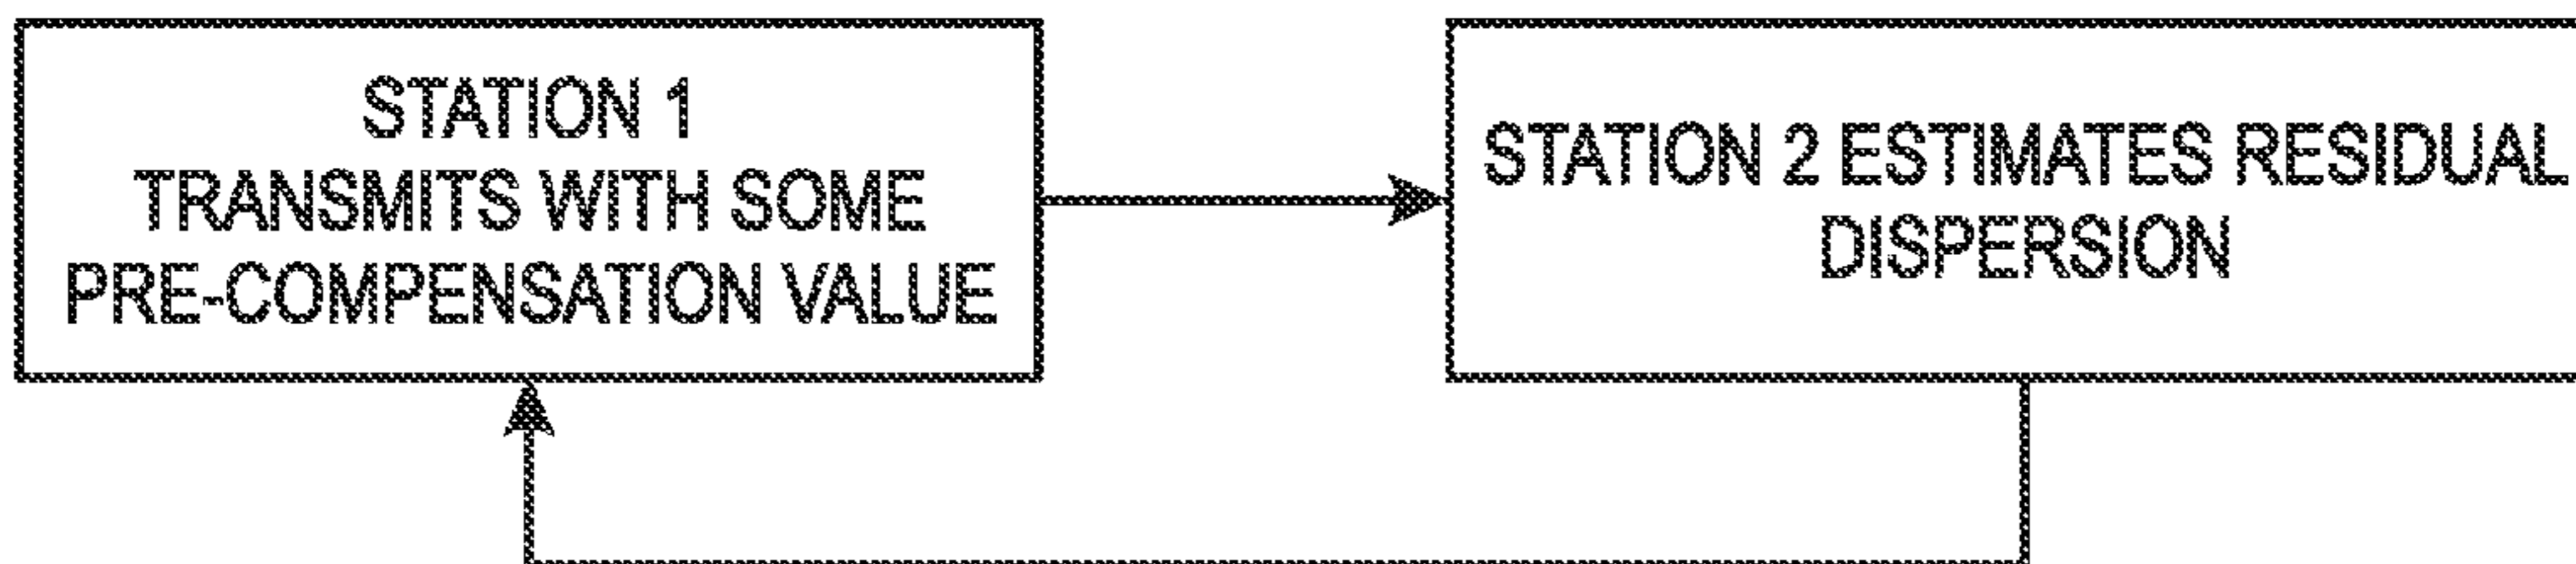 STATION 1
TRANSMITS WITH SOME
PRE-COMPENSATION VALUE
STATION 2 ESTIMATES RESIDUAL
DISPERSION